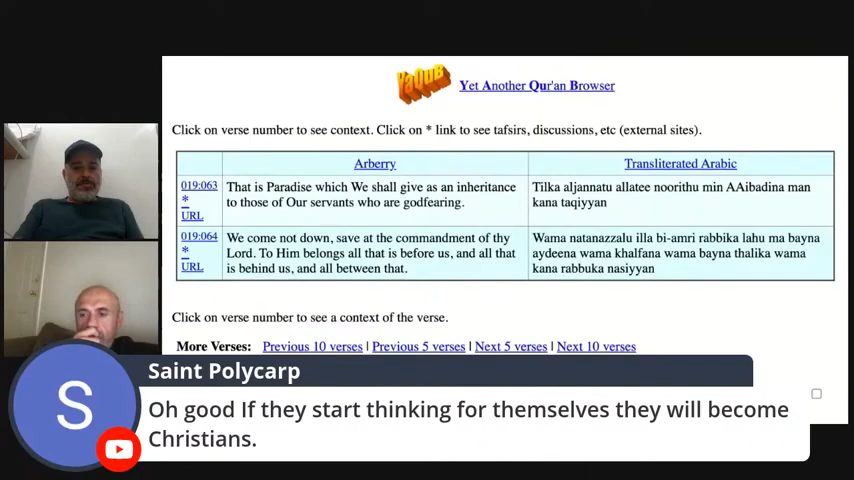 YaQuB
Yet Another Qur'an Browser
Click on verse number to see context. Click on * link to see tafsirs, discussions, etc (external sites).
Arberry
Transliterated Arabic
019:063
*
URL
That is Paradise which We shall give as an inheritance
to those of Our servants who are godfearing.
Tilka aljannatu allatee noorithu min AAibadina man
kana taqiyyan
019:064
*
URL
We come not down, save at the commandment of thy
Lord. To Him belongs all that is before us, and all that
is behind us, and all between that.
Wama natanazzalu illa bi-amri rabbika lahu ma bayna
aydeena wama khalfana wama bayna thalika wama
kana rabbuka nasiyyan
Click on verse number to see a context of the verse.
More Verses: Previous 10 verses | Previous 5 verses | Next 5 verses | Next 10 verses
S
Saint Polycarp
Oh good If they start thinking for themselves they will become
Christians.